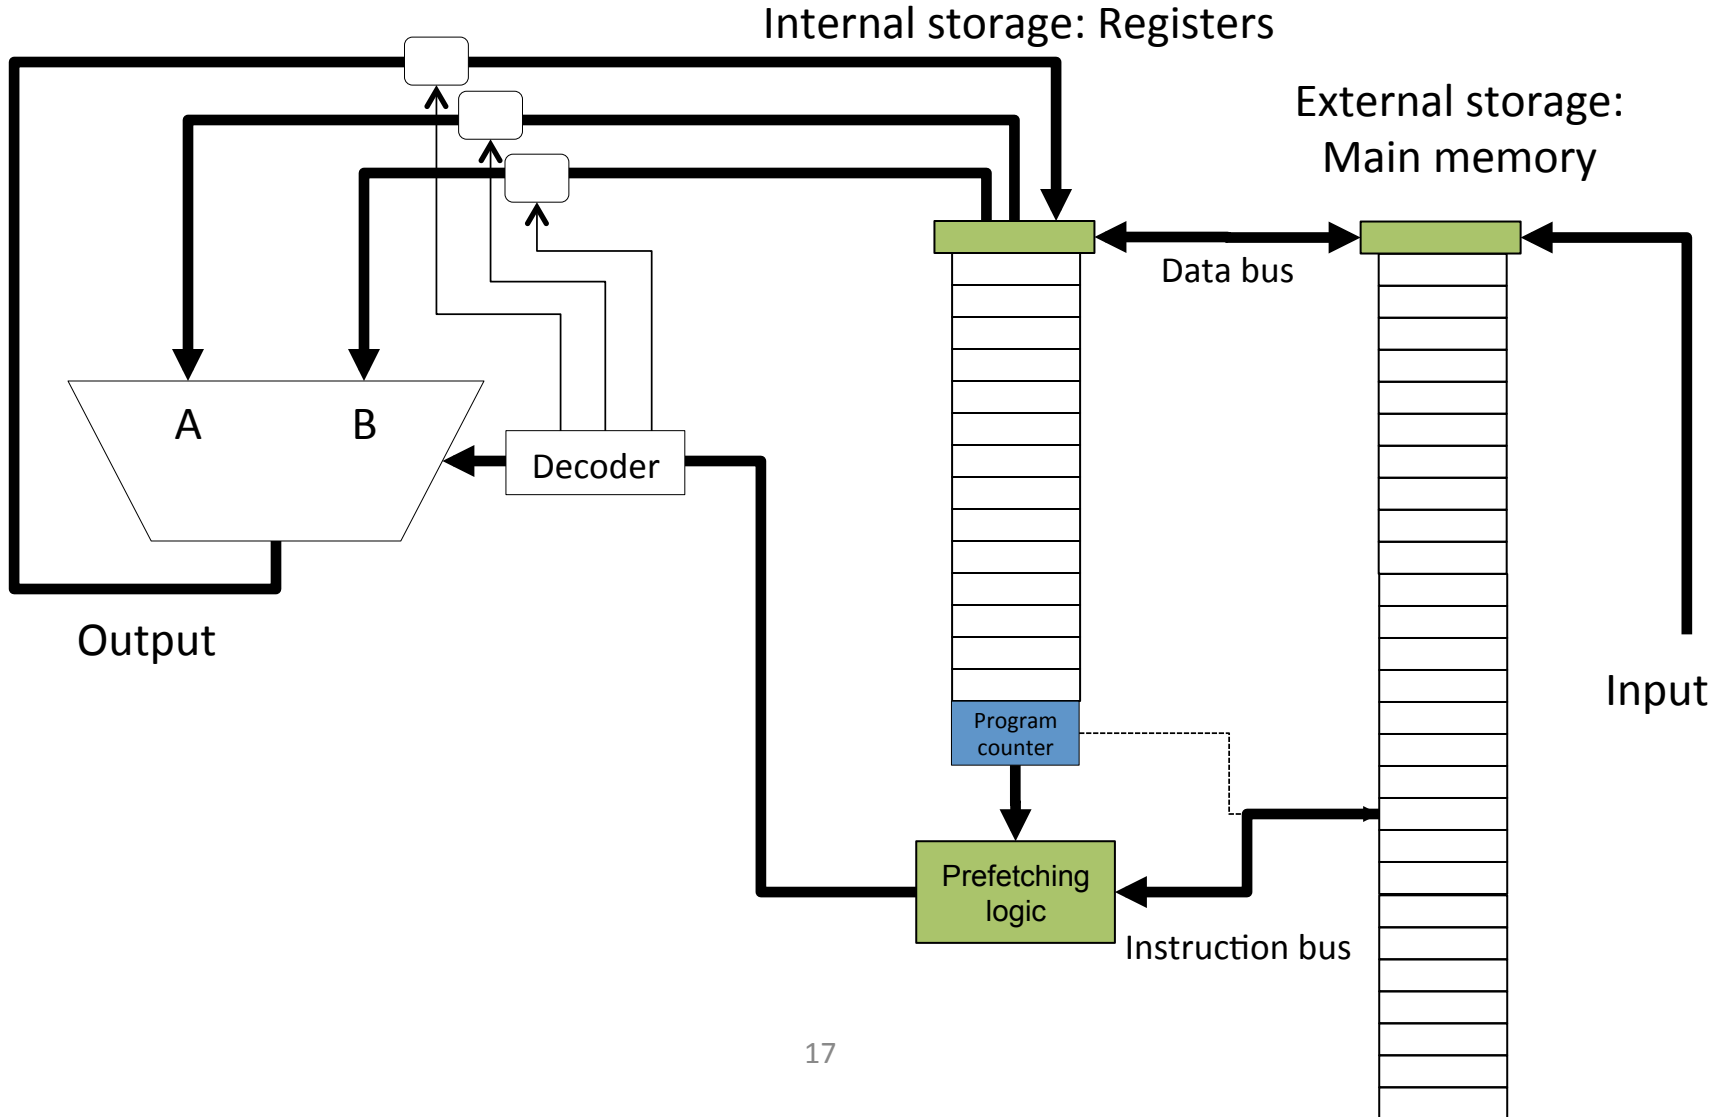 Internal storage: Registers
External storage:
Main memory
Data bus
A
B
Decoder
Output
Input
Program
counter
Prefetching
logic
Instruction bus
17